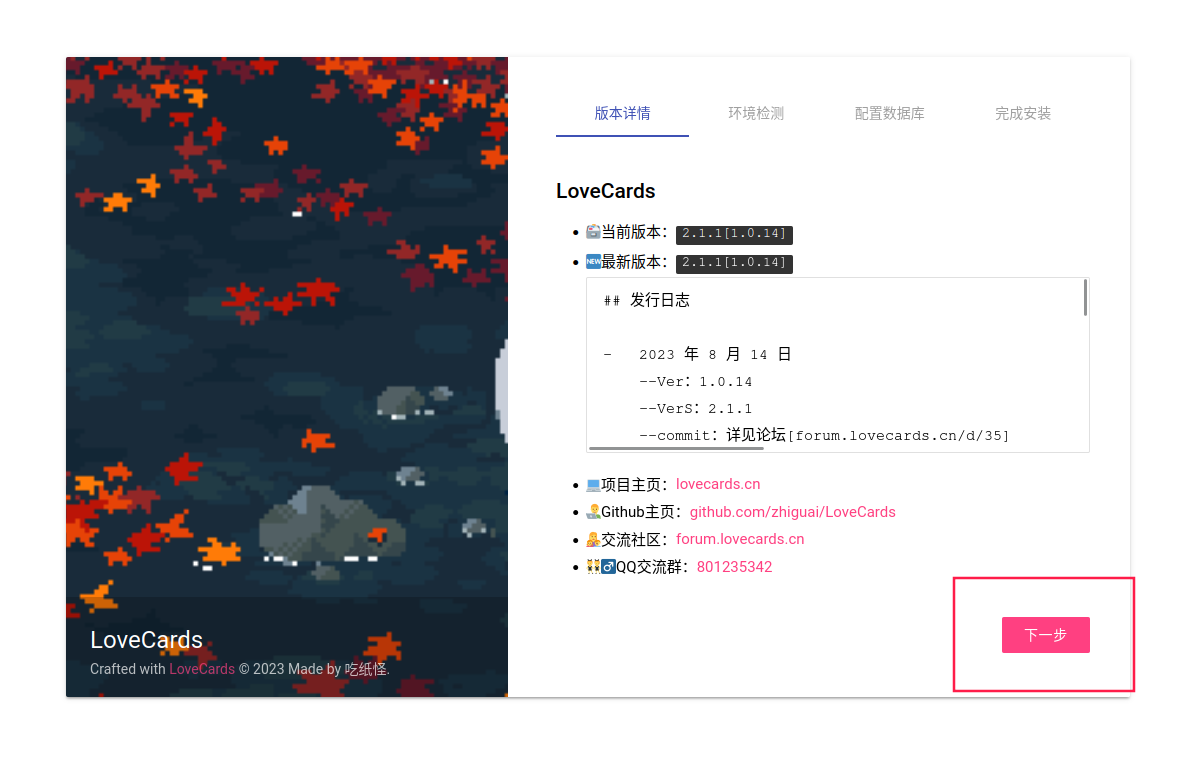 版本详情 环境检测 配置数据库 完成安装
LoveCards
当前版本：2.1.1[1.0.14]
NEW最新版本：2.1.1[1.0.14]
## 发行日志
- 2023 年 8 月 14 日
--Ver：1.0.14
--VerS：2.1.1
--commit：详见论坛[forum.lovecards.cn/d/35]
项目主页：lovecards.cn
Github主页：github.com/zhiguai/LoveCards
交流社区：forum.lovecards.cn
QQ交流群：801235342
下一步
LoveCards
Crafted with LoveCards © 2023 Made by 吃纸怪.